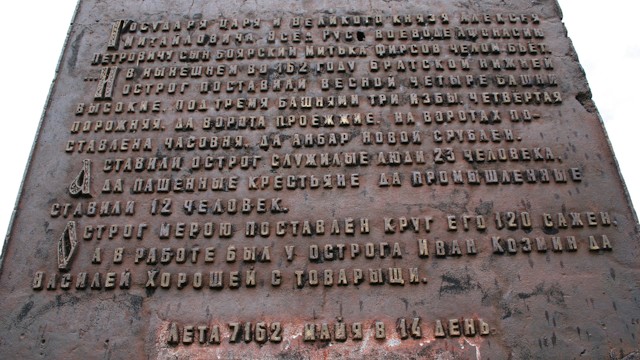 Государя царя и великого князя Алексея
Михайловича всея Руси воеводе Афонасию
Петровичу сын боярский Митька Фирсов челом бьет.
В нынешнем во 162 году Братской нижней
острог поставили весной четыре башни
высокие, под тремя башнями три избы, четвертая
порожняя, да ворота проезжие, на воротах по-
ставлена часовня, да анбар новой срублен.
Ставили острог служилые люди 23 человека,
да пашенные крестьяне да промышленные
ставили 12 человек.
Острог мерою поставлен круг его 120 сажен,
а в работе был у острога Иван Козмин да
Василей Хорошей с товарыщи.
Лета 7162 майя в 14 день.